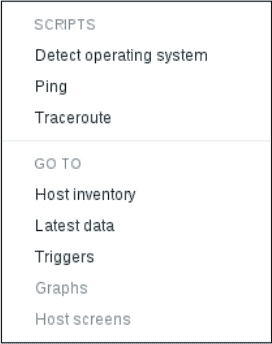 SCRIPTS
Detect operating system
Ping
Traceroute
GO TO
Host inventory
Latest data
Triggers
Graphs
Host screens